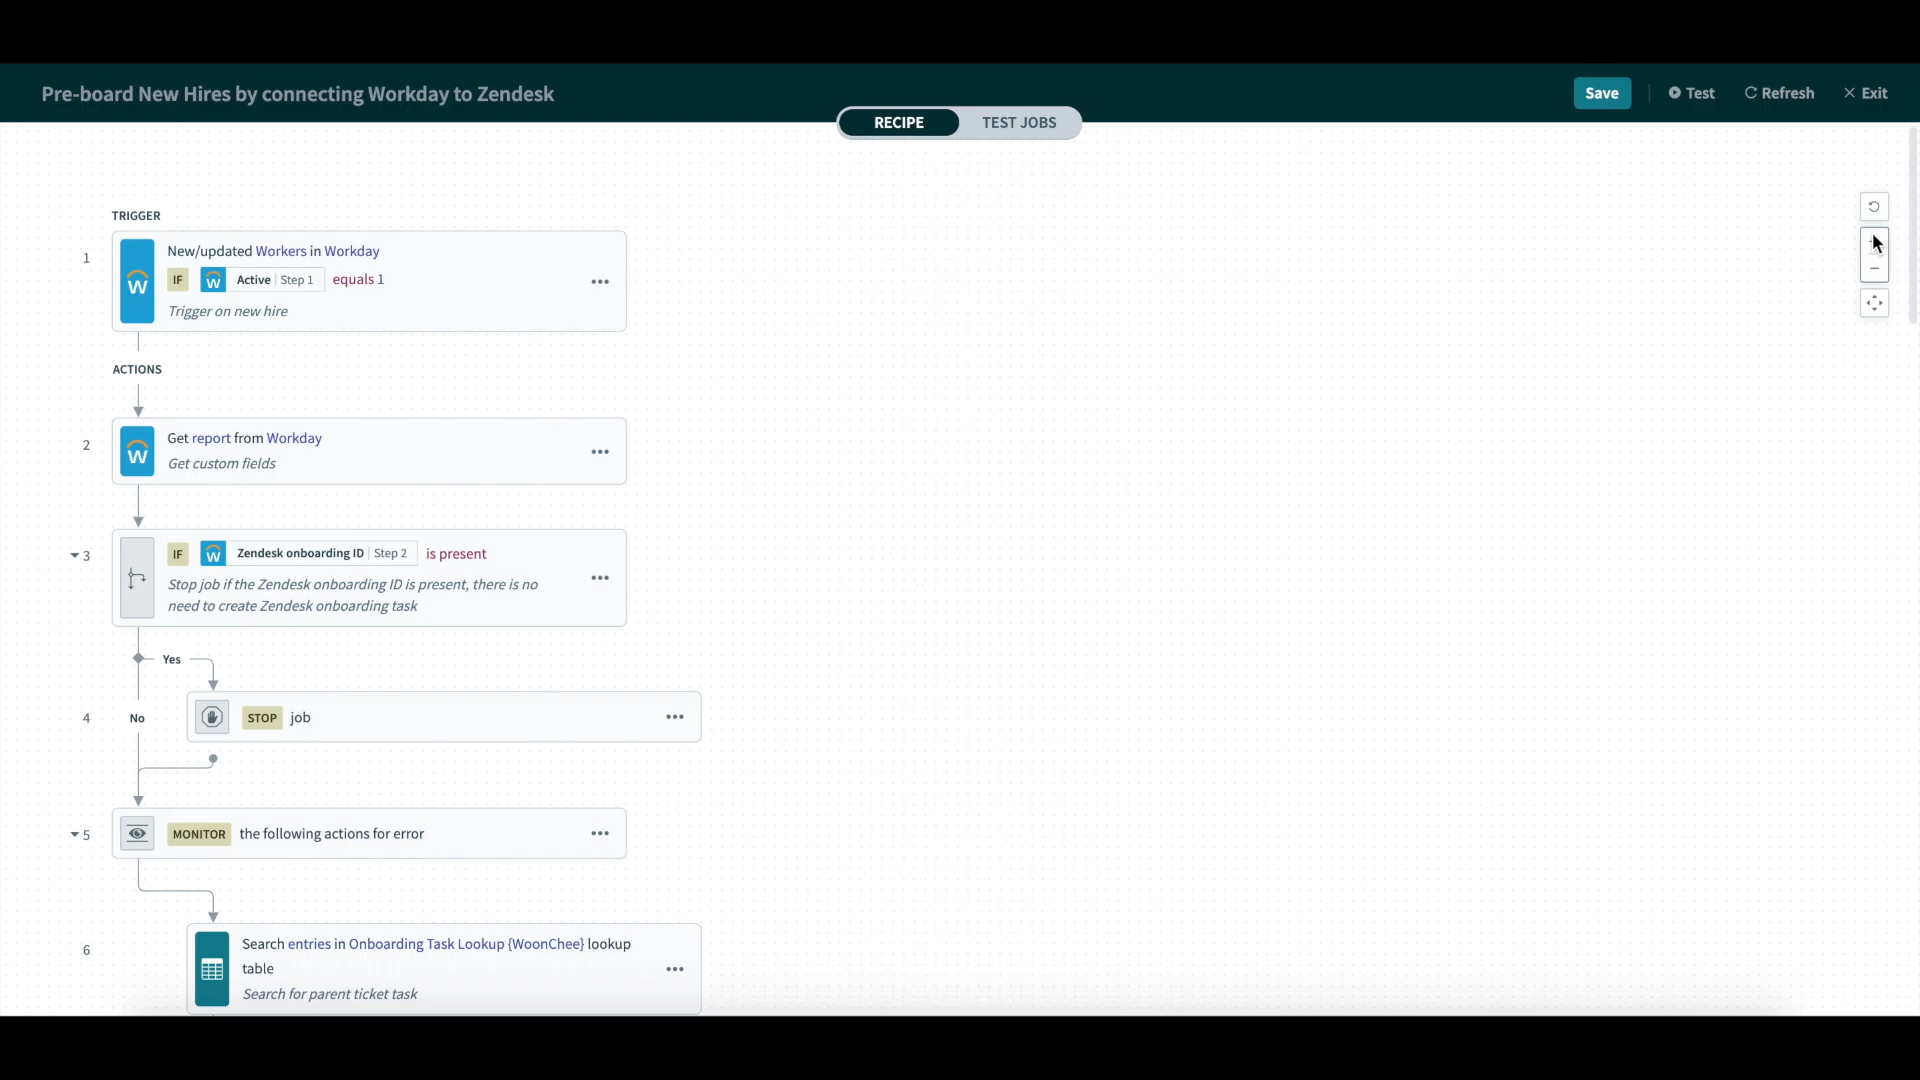 Pre-board New Hires by connecting Workday to Zendesk
Save
Test
Refresh
Exit
RECIPE
TEST JOBS
TRIGGER
1
New/updated Workers in Workday
IF W Active | Step 1 equals 1
Trigger on new hire
ACTIONS
2
Get report from Workday
Get custom fields
3
IF W Zendesk onboarding ID | Step 2 is present
Stop job if the Zendesk onboarding ID is present, there is no
need to create Zendesk onboarding task
Yes
4
No
STOP job
5
MONITOR the following actions for error
6
Search entries in Onboarding Task Lookup {WoonChee} lookup
table
Search for parent ticket task